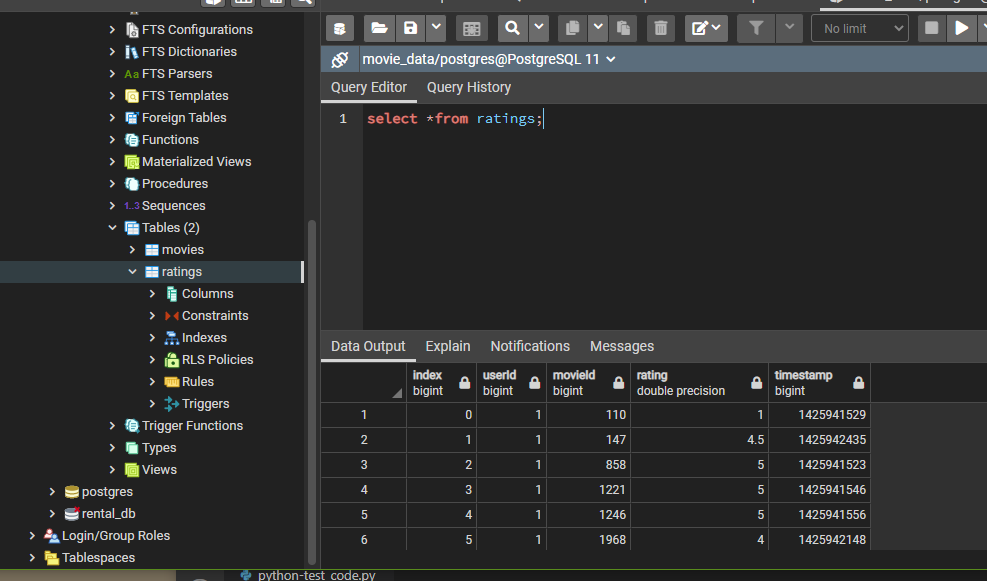 No limit
movie_data/postgres@PostgreSQL 11
Query Editor
Query History
1 select *from ratings;
FTS Configurations
FTS Dictionaries
Aa FTS Parsers
FTS Templates
Foreign Tables
Functions
Materialized Views
Procedures
1..3 Sequences
Tables (2)
movies
ratings
Columns
Constraints
Indexes
RLS Policies
Rules
Triggers
Trigger Functions
Types
Views
postgres
rental_db
Login/Group Roles
Tablespaces
Data Output Explain Notifications Messages
index userId movieId rating timestamp
bigint bigint bigint double precision bigint
1 0 1 110 1 1425941529
2 1 1 147 4.5 1425942435
3 2 1 858 5 1425941523
4 3 1 1221 5 1425941546
5 4 1 1246 5 1425941556
6 5 1 1968 4 1425942148
python-test_code.py